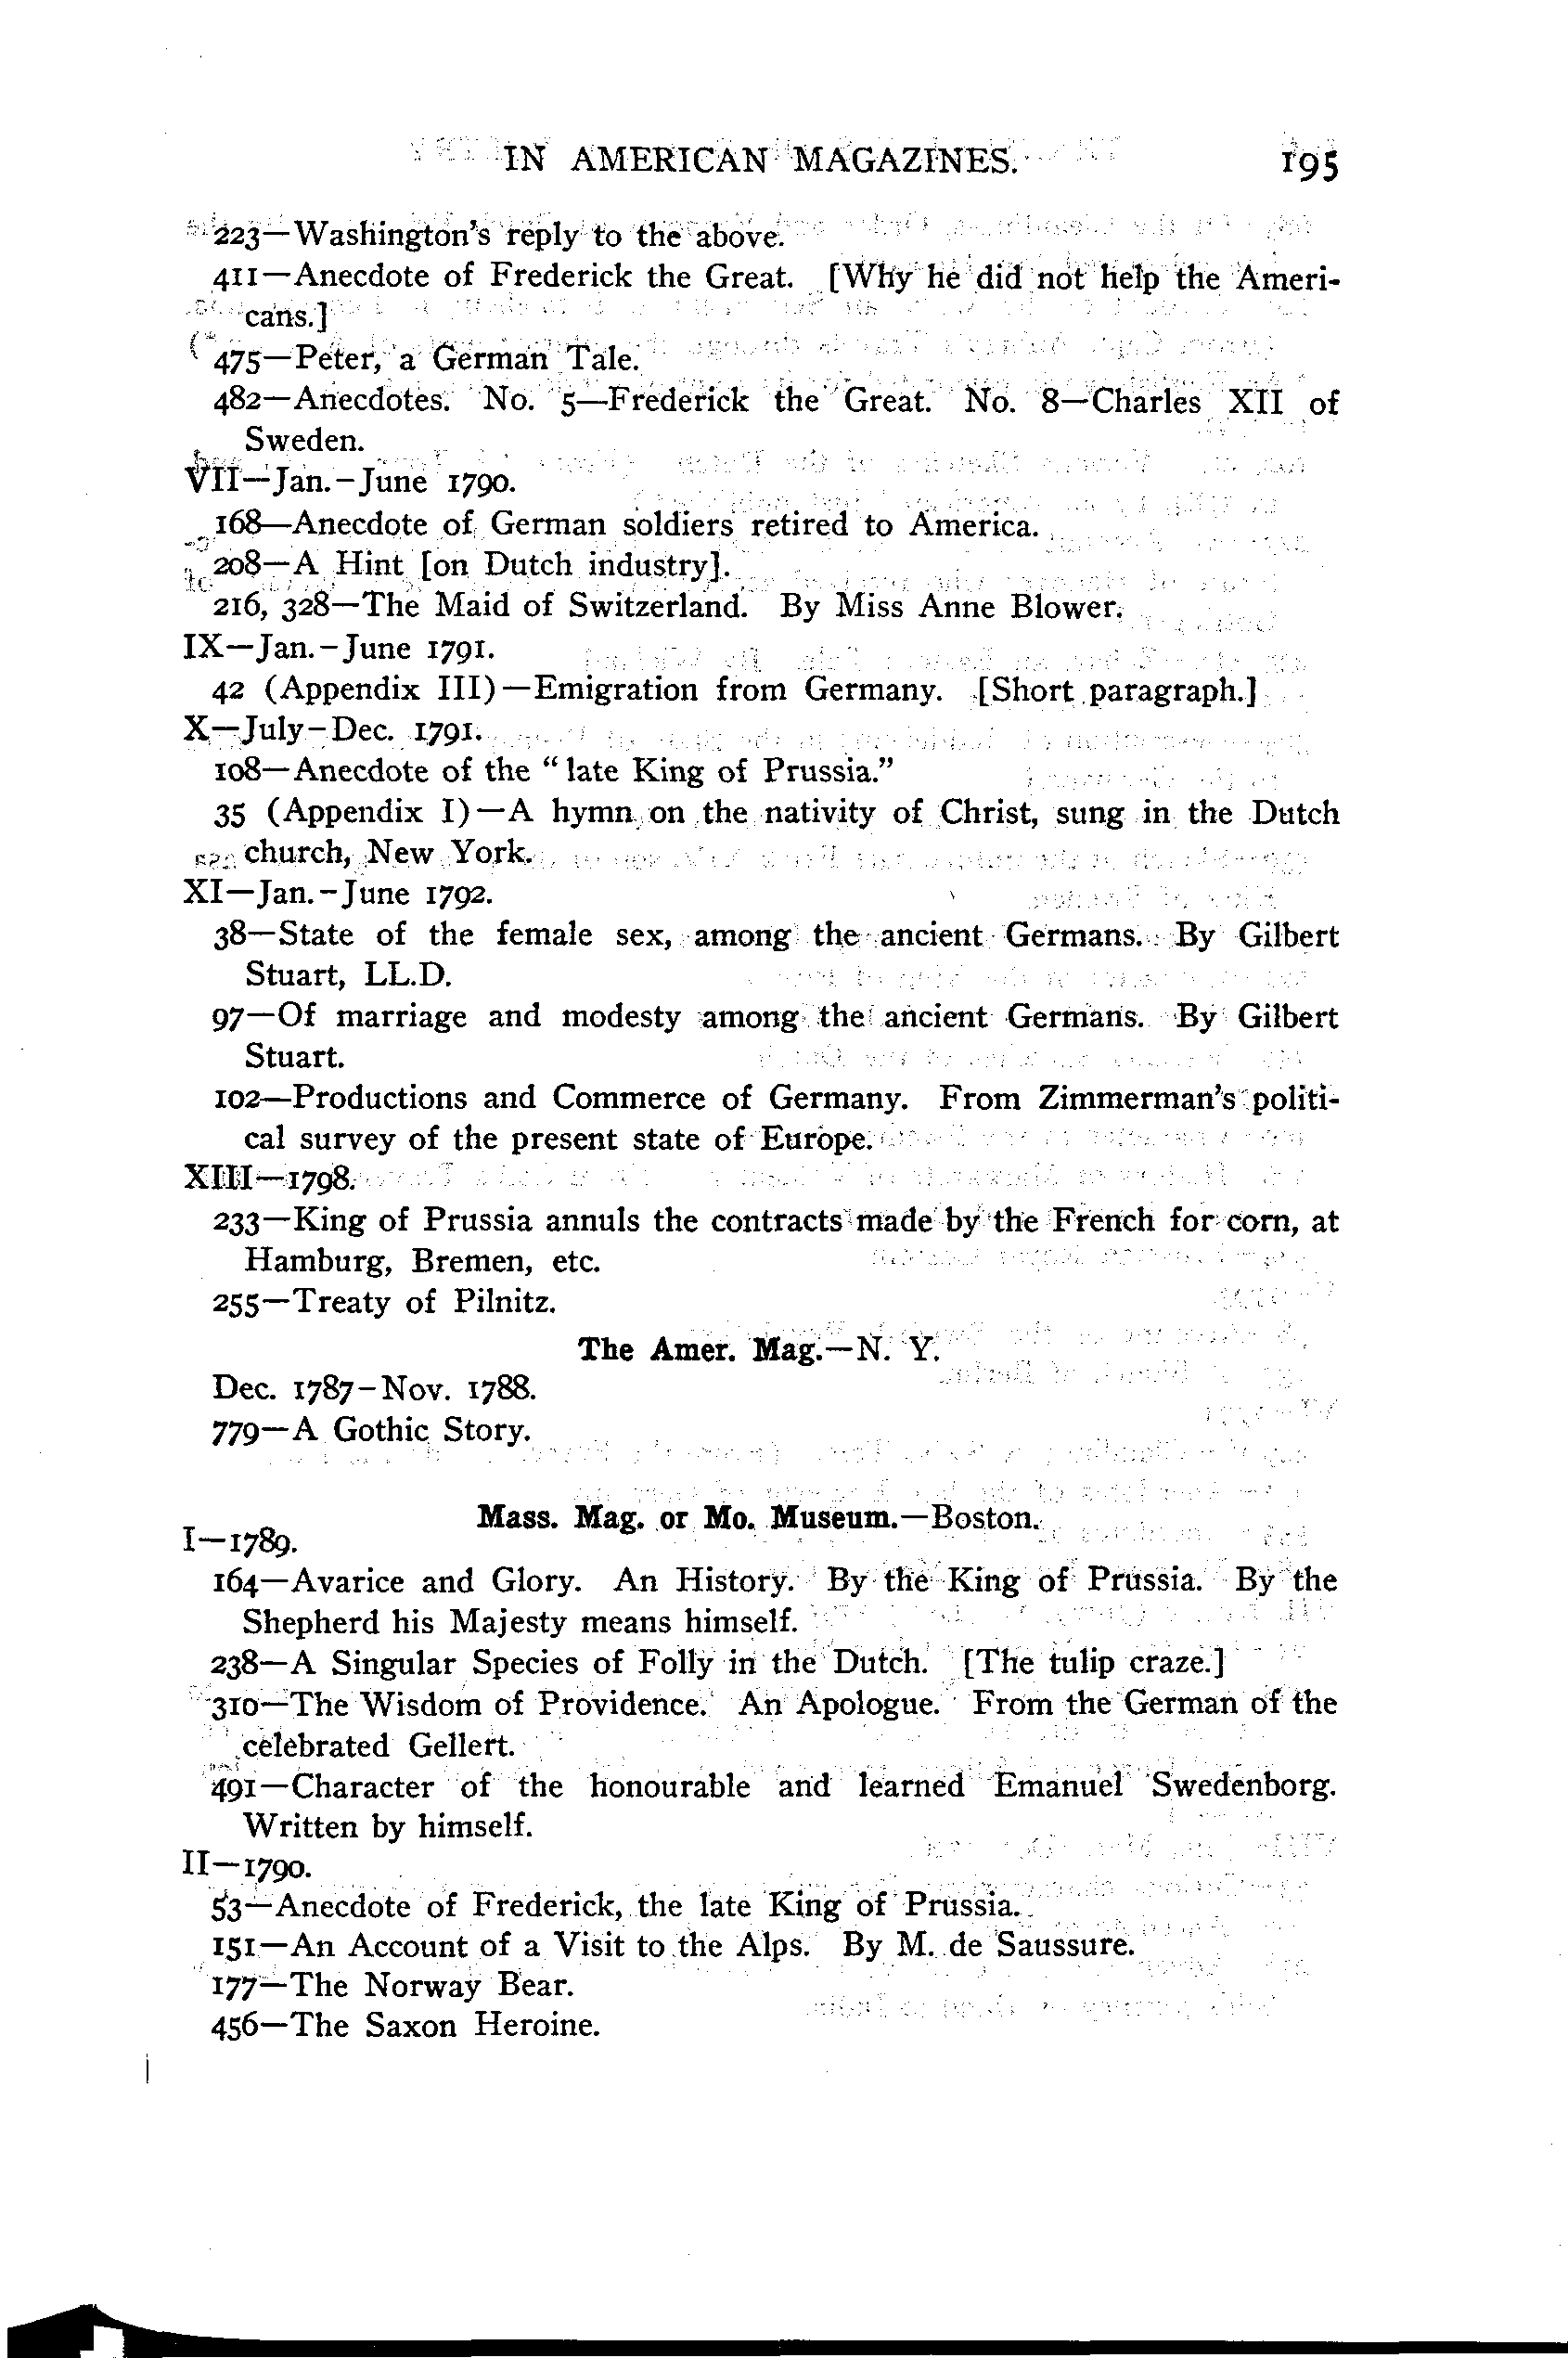 IN AMERICAN MAGAZINES. 195
223—Washington's reply to the above.
411—Anecdote of Frederick the Great. [Why he did not help the Ameri-
cans.]
475—Peter, a German Tale.
482—Anecdotes. No. 5—Frederick the Great. No. 8—Charles XII of
Sweden.
VII—Jan.-June 1790.
168—Anecdote of German soldiers retired to America.
208—A Hint [on Dutch industry].
216, 328—The Maid of Switzerland. By Miss Anne Blower.
IX—Jan.-June 1791.
42 (Appendix III)—Emigration from Germany. [Short paragraph.]
X—July-Dec. 1791.
108—Anecdote of the "late King of Prussia."
35 (Appendix I)—A hymn on the nativity of Christ, sung in the Dutch
church, New York.
XI—Jan.-June 1792.
38—State of the female sex, among the ancient Germans. By Gilbert
Stuart, LL.D.
97—Of marriage and modesty among the ancient Germans. By Gilbert
Stuart.
102—Productions and Commerce of Germany. From Zimmerman's politi-
cal survey of the present state of Europe.
XIII—1798.
233—King of Prussia annuls the contracts made by the French for corn, at
Hamburg, Bremen, etc.
255—Treaty of Pilnitz.
The Amer. Mag.—N. Y.
Dec. 1787-Nov. 1788.
779—A Gothic Story.
Mass. Mag. or Mo. Museum.—Boston.
I—1789.
164—Avarice and Glory. An History. By the King of Prussia. By the
Shepherd his Majesty means himself.
238—A Singular Species of Folly in the Dutch. [The tulip craze.]
310—The Wisdom of Providence. An Apologue. From the German of the
celebrated Gellert.
491—Character of the honourable and learned Emanuel Swedenborg.
Written by himself.
II—1790.
53—Anecdote of Frederick, the late King of Prussia.
151—An Account of a Visit to the Alps. By M. de Saussure.
177—The Norway Bear.
456—The Saxon Heroine.